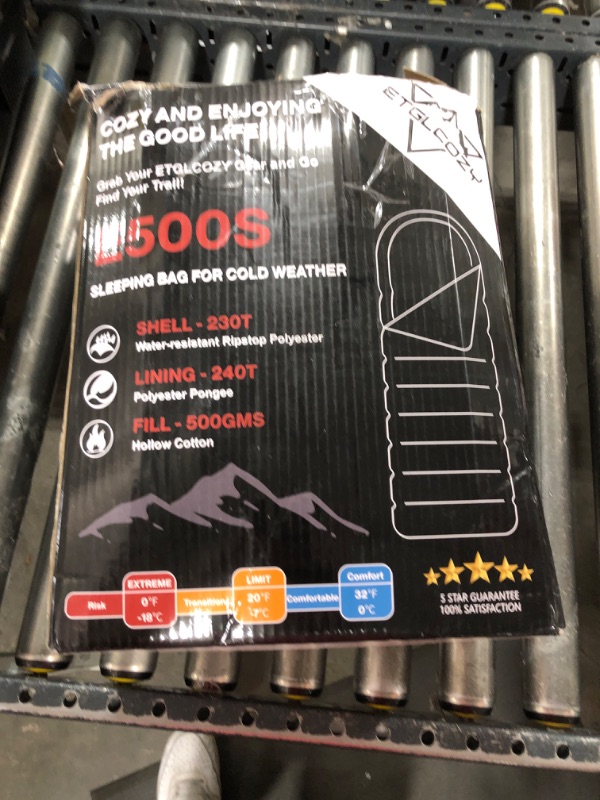 COZY AND ENJOYING
THE GOOD LIFE
ETGLCOZY
Grab Your ETGLCOZY Gear and Go
Find Your Trail!
500S
SLEEPING BAG FOR COLD WEATHER
SHELL - 230T
Water-resistant Ripstop Polyester
LINING - 240T
Polyester Pongee
FILL - 500GMS
Hollow Cotton
Risk
EXTREME
0°F
-18°C
LIMIT
20°F
-7°C
Comfortable
Comfort
32°F
0°C
5 STAR GUARANTEE
100% SATISFACTION